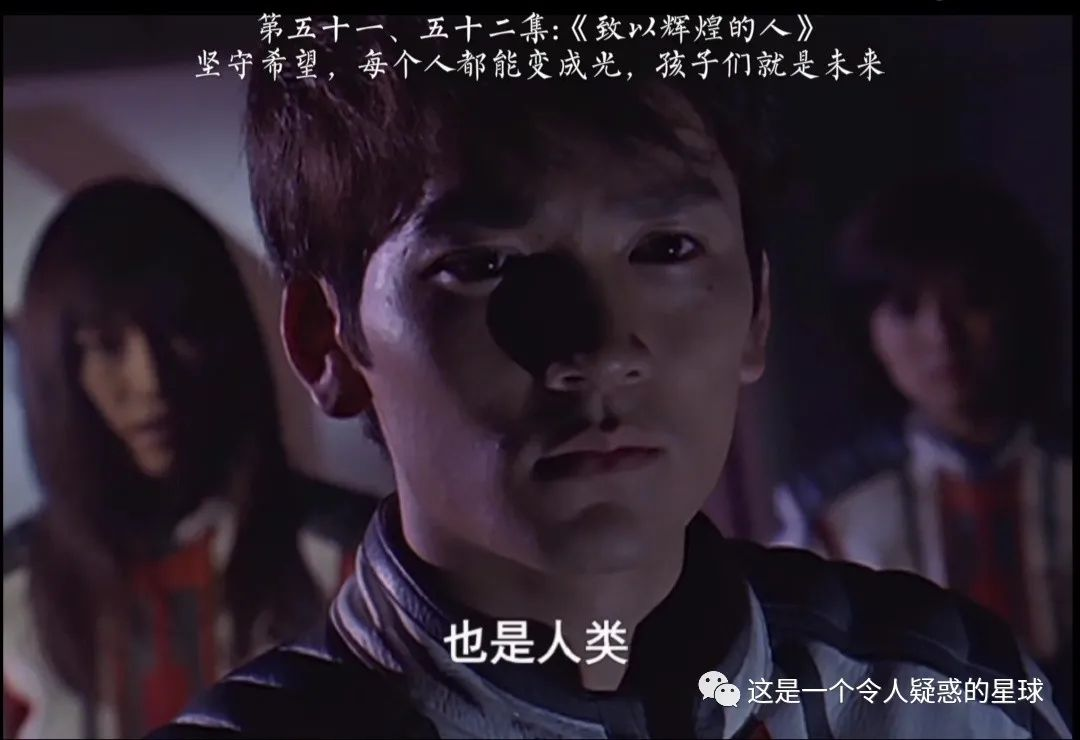 第五十一、五十二集:《致以辉煌的人》
坚守希望，每个人都能变成光，孩子们就是未来
也是人类
这是一个令人疑惑的星球